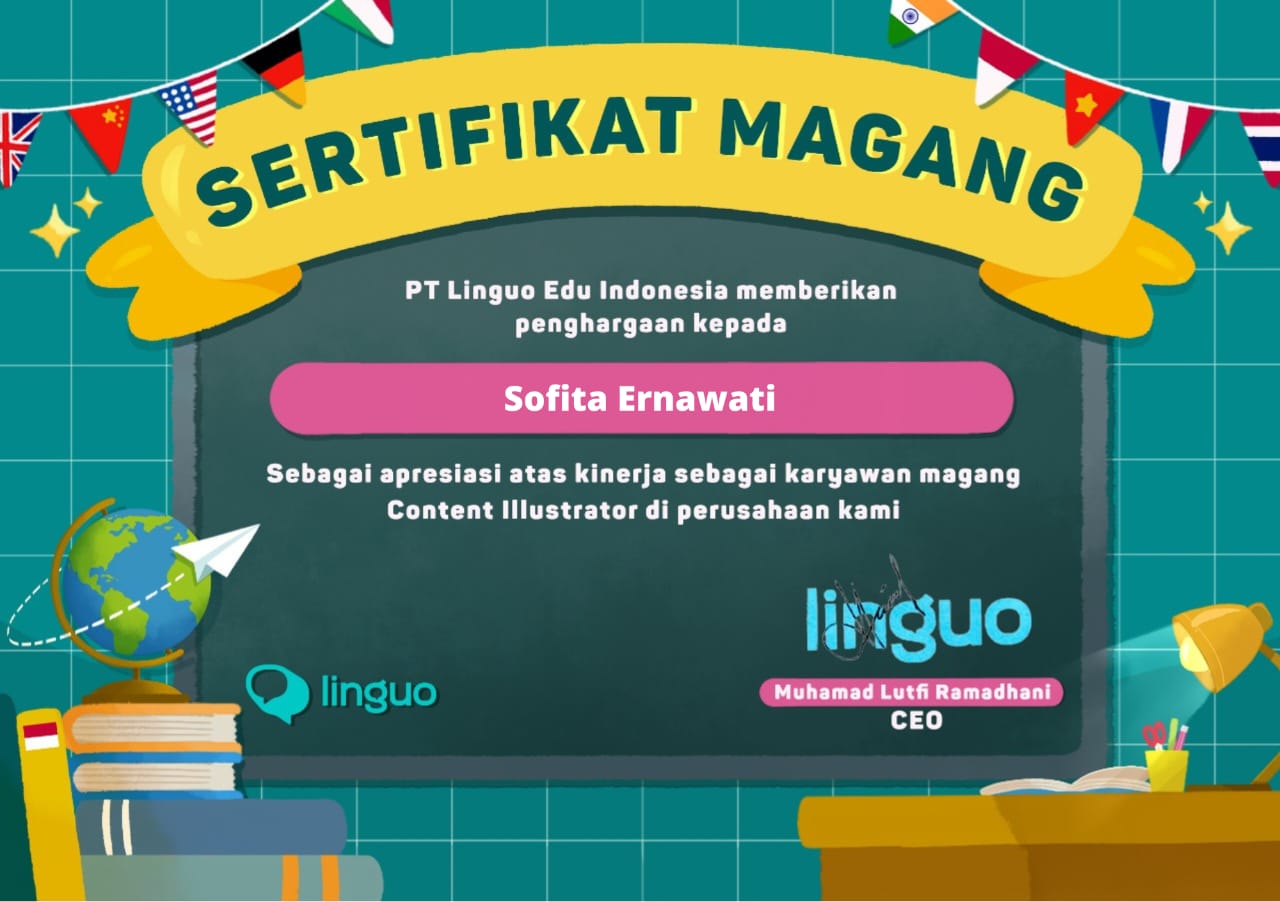 SERTIFIKAT MAGANG
PT Linguo Edu Indonesia memberikan
penghargaan kepada
Sofita Ernawati
Sebagai apresiasi atas kinerja sebagai karyawan magang
Content Illustrator di perusahaan kami
linguo
linguo
Muhamad Lutfi Ramadhani
CEO